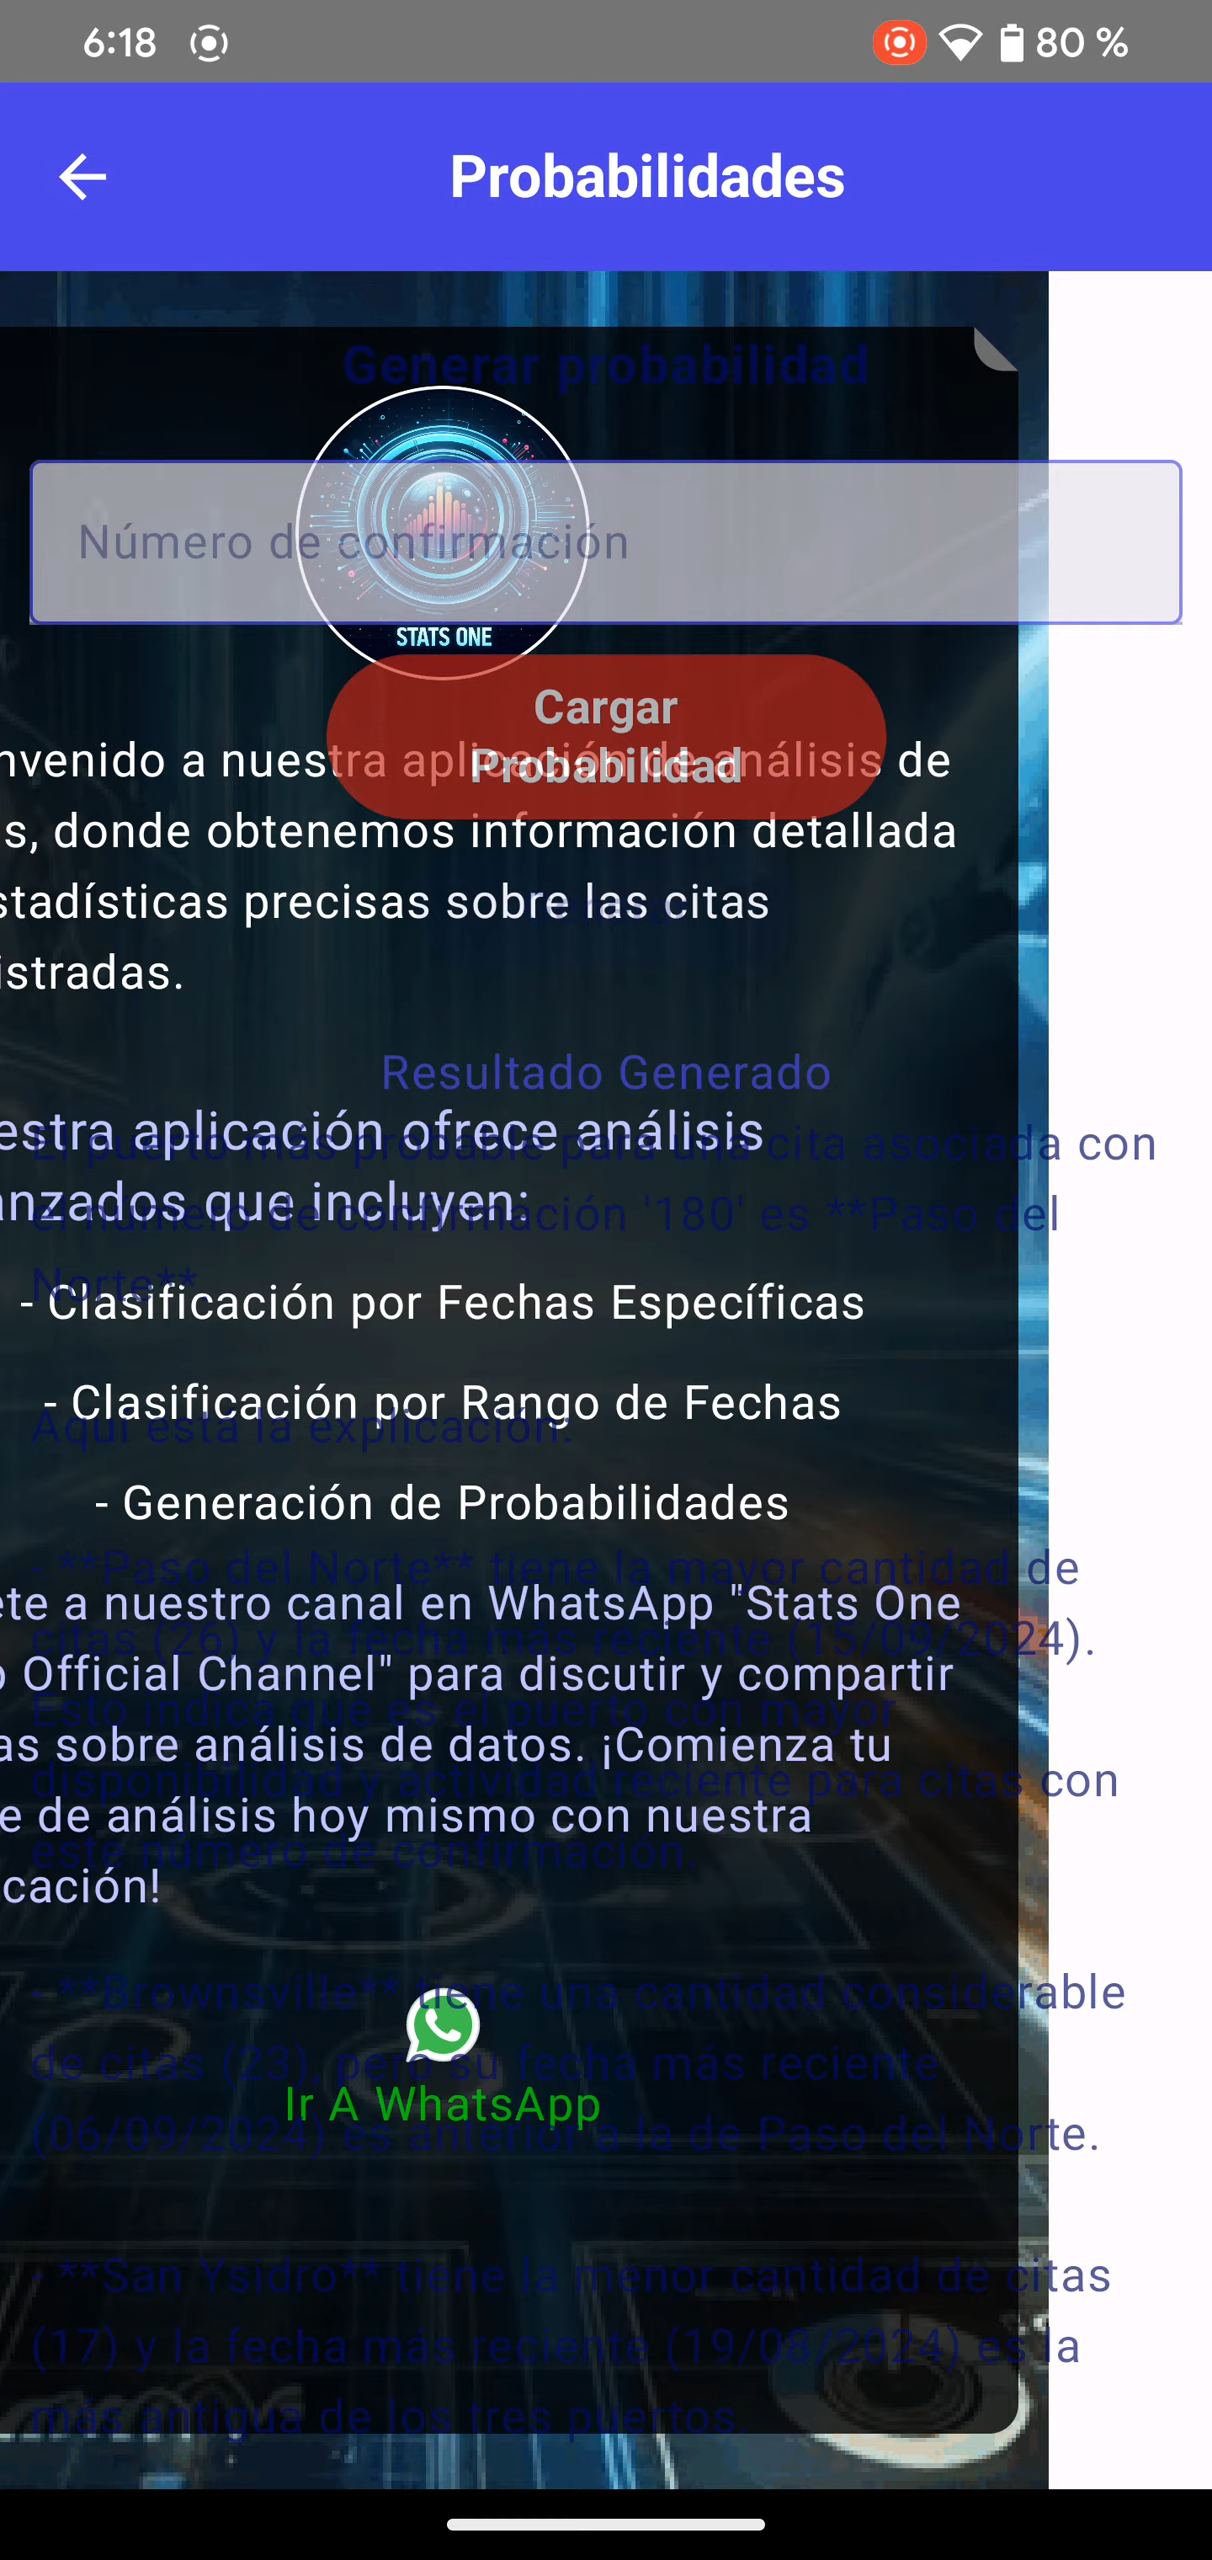 6:18
80 %
Probabilidades
Generar probabilidad
Número de confirmación
STATS ONE
Cargar
Probabilidad
nvenido a nuestra aplicación de análisis de
s, donde obtenemos información detallada
stadísticas precisas sobre las citas
istradas.
Resultado Generado
estra aplicación ofrece análisis
El puerto más probable para una cita asociada con
anzados que incluyen:
el número de confirmación '180' es **Paso del
Norte**.
- Clasificación por Fechas Específicas
- Clasificación por Rango de Fechas
Aquí está la explicación:
- Generación de Probabilidades
- **Paso del Norte** tiene la mayor cantidad de
ete a nuestro canal en WhatsApp "Stats One
citas (26) y la fecha más reciente (15/09/2024).
o Official Channel" para discutir y compartir
Esto indica que es el puerto con mayor
as sobre análisis de datos. ¡Comienza tu
disponibilidad y actividad reciente para citas con
e de análisis hoy mismo con nuestra
este número de confirmación.
cación!
- **Brownsville** tiene una cantidad considerable
de citas (23), pero su fecha más reciente
Ir A WhatsApp
(06/09/2024) es anterior a la de Paso del Norte.
- **San Ysidro** tiene la menor cantidad de citas
(17) y la fecha más reciente (19/08/2024) es la
más antigua de los tres puertos